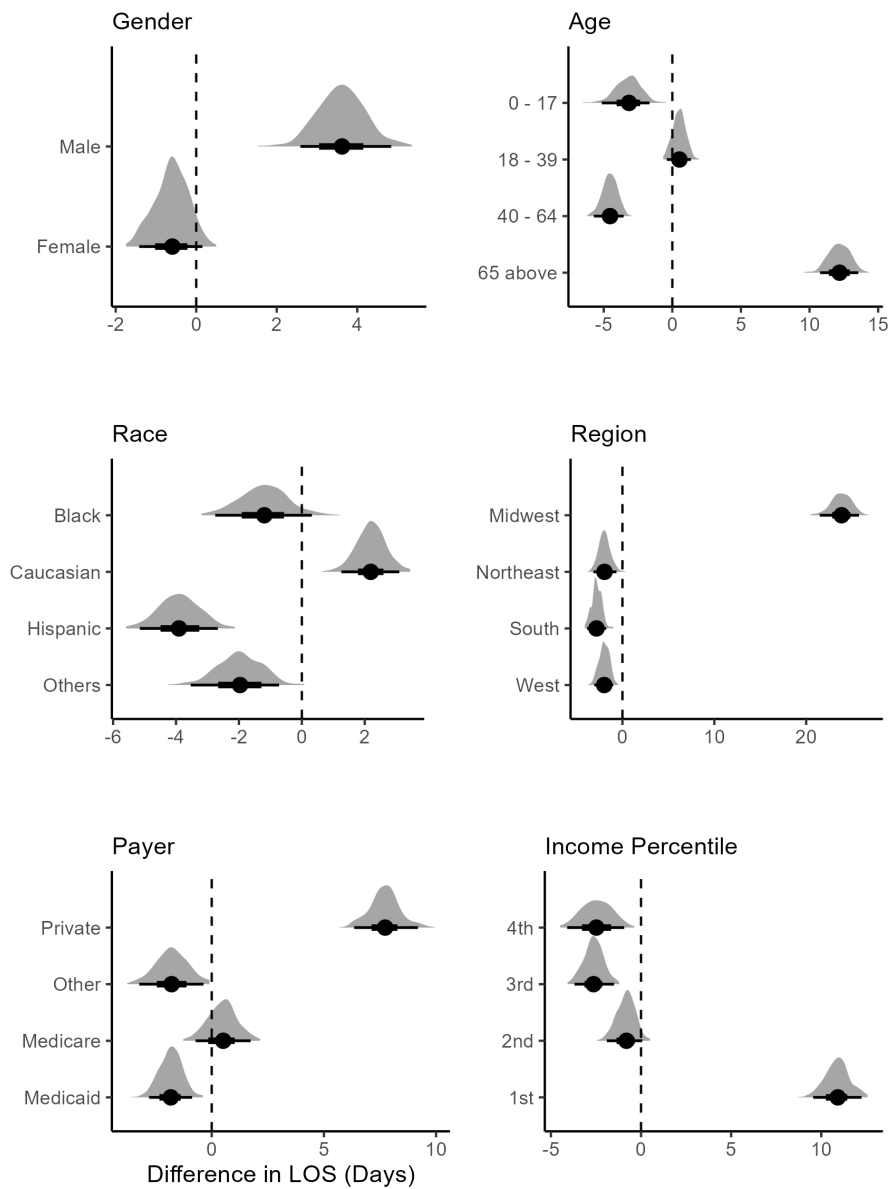 Gender
Male
Female
-2 0 2 4
Age
0 - 17
18 - 39
40 - 64
65 above
-5 0 5 10 15
Race
Black
Caucasian
Hispanic
Others
-6 -4 -2 0 2
Region
Midwest
Northeast
South
West
0 10 20
Payer
Private
Other
Medicare
Medicaid
0 5 10
Difference in LOS (Days)
Income Percentile
4th
3rd
2nd
1st
-5 0 5 10